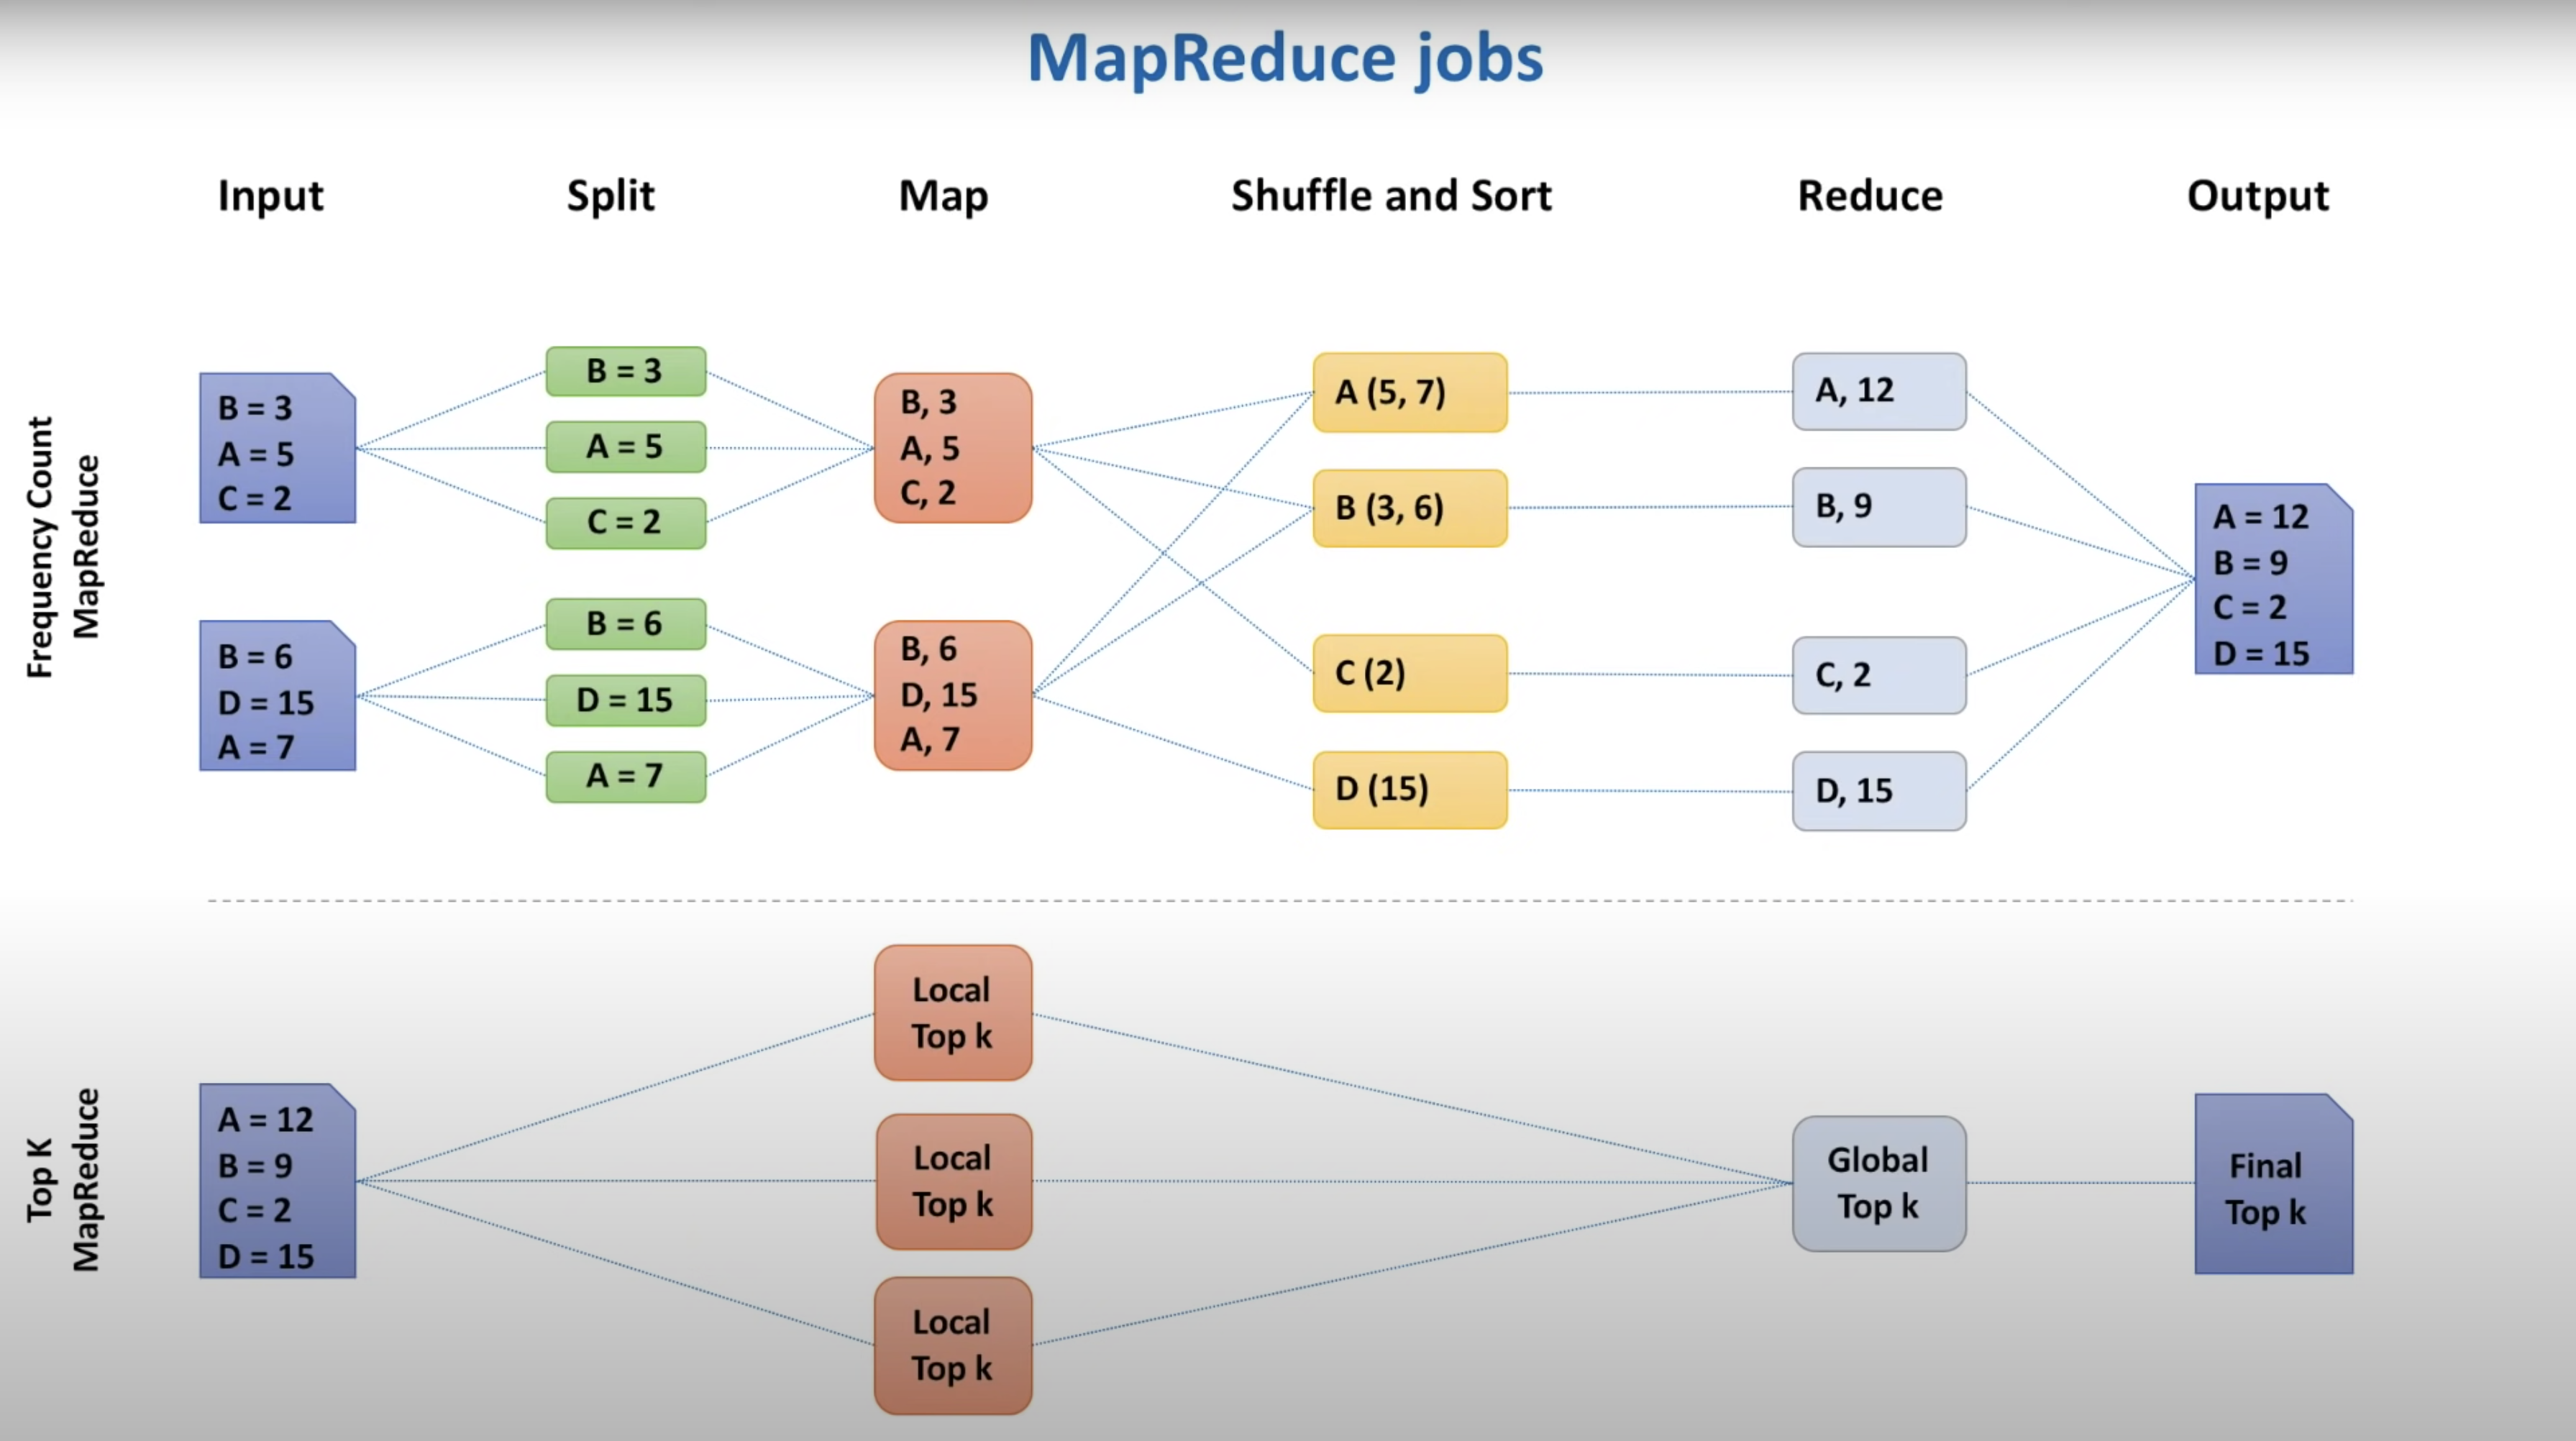 MapReduce jobs
Input
Split
Map
Shuffle and Sort
Reduce
Output
Frequency Count
MapReduce
B = 3
A = 5
C = 2
B = 6
D = 15
A = 7
B = 3
A = 5
C = 2
B = 6
D = 15
A = 7
B, 3
A, 5
C, 2
B, 6
D, 15
A, 7
A (5, 7)
B (3, 6)
C (2)
D (15)
A, 12
B, 9
C, 2
D, 15
A = 12
B = 9
C = 2
D = 15
Top K
MapReduce
A = 12
B = 9
C = 2
D = 15
Local
Top k
Local
Top k
Local
Top k
Global
Top k
Final
Top k